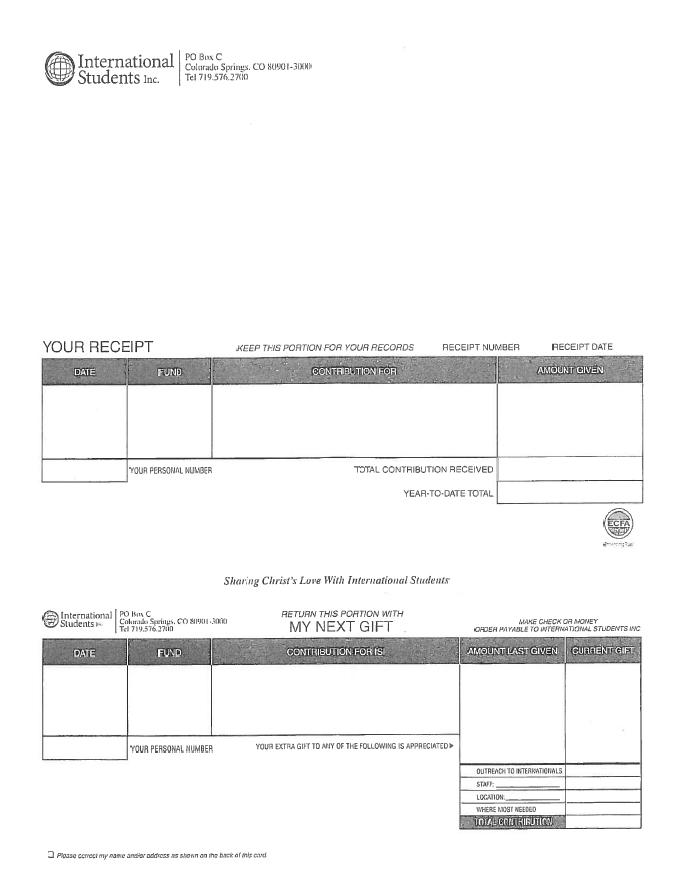 International
Students Inc.
PO Box C
Colorado Springs, CO 80901-3000
Tel 719.576.2700
YOUR RECEIPT
KEEP THIS PORTION FOR YOUR RECORDS
RECEIPT NUMBER
RECEIPT DATE
DATE
FUND
CONTRIBUTION FOR
AMOUNT GIVEN
YOUR PERSONAL NUMBER
TOTAL CONTRIBUTION RECEIVED
YEAR-TO-DATE TOTAL
ECFA
Sharing Christ's Love With International Students
International
Students Inc.
PO Box C
Colorado Springs, CO 80901-3000
Tel 719.576.2700
RETURN THIS PORTION WITH
MY NEXT GIFT
MAKE CHECK OR MONEY
ORDER PAYABLE TO INTERNATIONAL STUDENTS INC
DATE
FUND
CONTRIBUTION FOR IS
AMOUNT LAST GIVEN
CURRENT GIFT
YOUR PERSONAL NUMBER
YOUR EXTRA GIFT TO ANY OF THE FOLLOWING IS APPRECIATED
OUTREACH TO INTERNATIONALS
STAFF:
LOCATION:
WHERE MOST NEEDED
TOTAL CONTRIBUTION
❑ Please correct my name and/or address as shown on the back of this card.